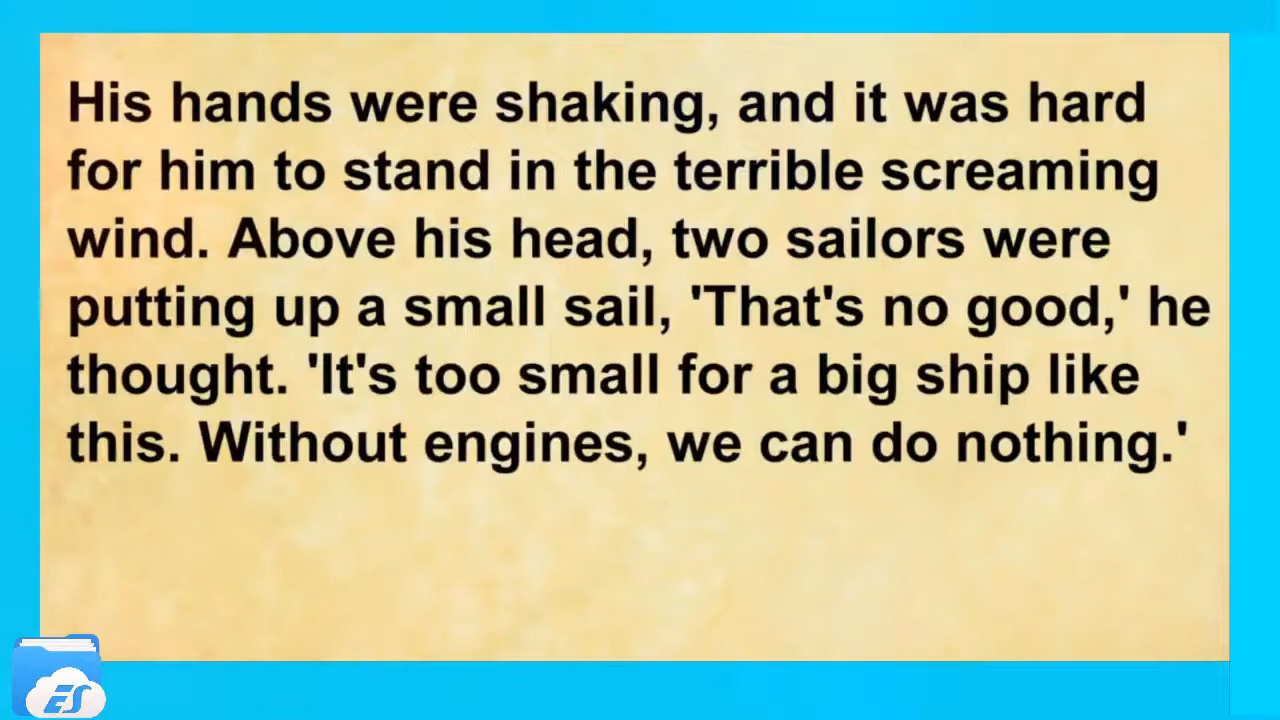 His hands were shaking, and it was hard
for him to stand in the terrible screaming
wind. Above his head, two sailors were
putting up a small sail, 'That's no good,' he
thought. 'It's too small for a big ship like
this. Without engines, we can do nothing.'
ES